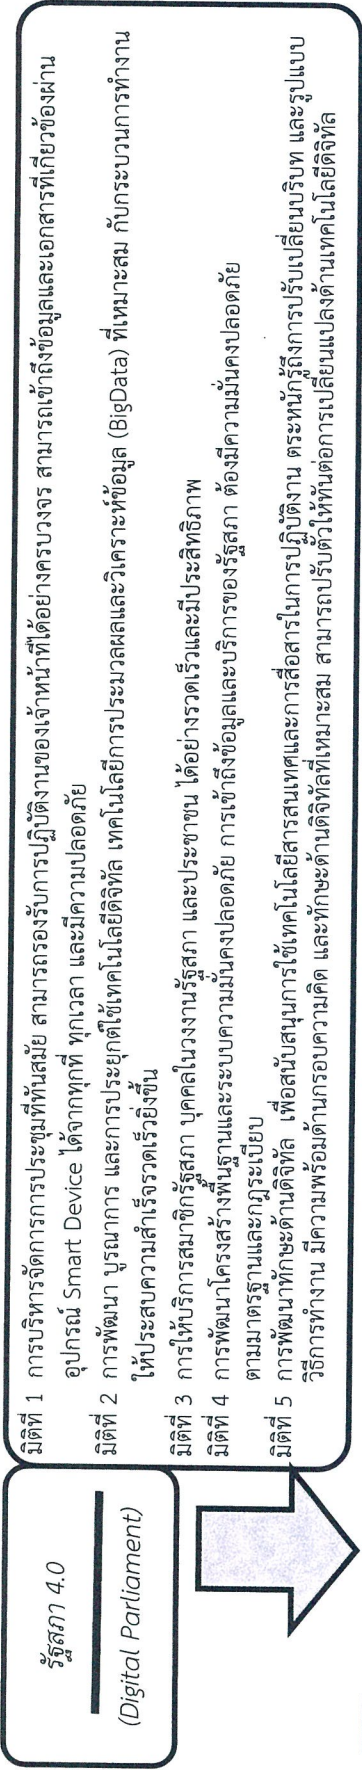 รัฐสภา 4.0
(Digital Parliament)
มิติที่ 1 การบริหารจัดการการประชุมที่ทันสมัย สามารถรองรับการปฏิบัติงานของเจ้าหน้าที่ได้อย่างครบวงจร สามารถเข้าถึงข้อมูลและเอกสารที่เกี่ยวข้องผ่าน
อุปกรณ์ Smart Device ได้จากทุกที่ ทุกเวลา และมีความปลอดภัย
มิติที่ 2 การพัฒนา บูรณาการ และการประยุกต์ใช้เทคโนโลยีดิจิทัล เทคโนโลยีการประมวลผลและวิเคราะห์ข้อมูล (BigData) ที่เหมาะสม กับกระบวนการทำงาน
ให้ประสบความสำเร็จรวดเร็วยิ่งขึ้น
มิติที่ 3 การให้บริการสมาชิกรัฐสภา บุคคลในวงงานรัฐสภา และประชาชน ได้อย่างรวดเร็วและมีประสิทธิภาพ
มิติที่ 4 การพัฒนาโครงสร้างพื้นฐานและระบบความมั่นคงปลอดภัย การเข้าถึงข้อมูลและบริการของรัฐสภา ต้องมีความมั่นคงปลอดภัย
ตามมาตรฐานและกฎระเบียบ
มิติที่ 5 การพัฒนาทักษะด้านดิจิทัล เพื่อสนับสนุนการใช้เทคโนโลยีสารสนเทศและการสื่อสารในการปฏิบัติงาน ตระหนักรู้ถึงการปรับเปลี่ยนบริบท และรูปแบบ
วิธีการทำงาน มีความพร้อมด้านกรอบความคิด และทักษะด้านดิจิทัลที่เหมาะสม สามารถปรับตัวให้ทันต่อการเปลี่ยนแปลงด้านเทคโนโลยีดิจิทัล